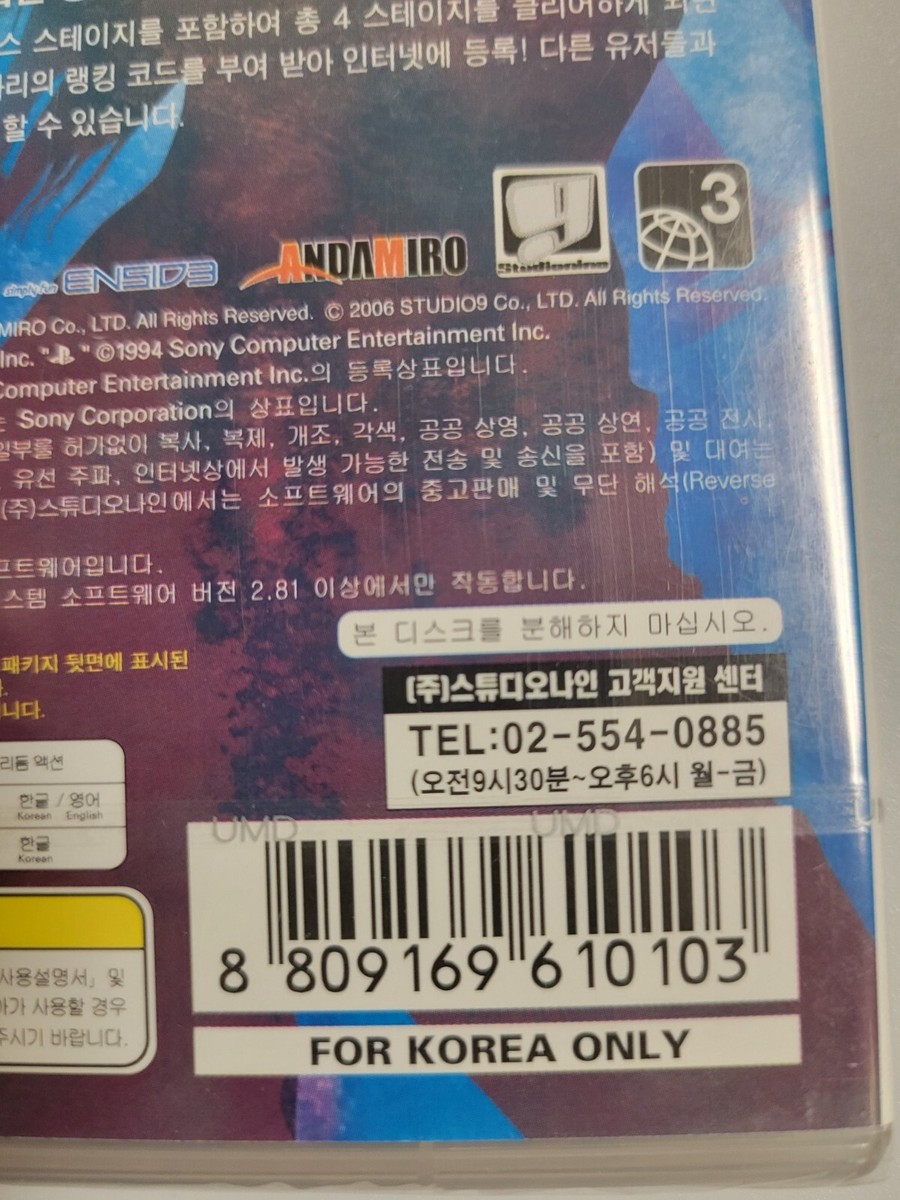 스 스테이지를 포함하여 총 4 스테이지를 클리어하게 되면
리의 랭킹 코드를 부여 받아 인터넷에 등록! 다른 유저들과
할 수 있습니다.
simply fun ENSIDE ANDAMIRO Studionine 3
MIRO Co., LTD. All Rights Reserved. © 2006 STUDIO9 Co., LTD. All Rights Reserved.
Inc. " " ©1994 Sony Computer Entertainment Inc.
Computer Entertainment Inc.의 등록상표입니다.
는 Sony Corporation의 상표입니다.
일부를 허가없이 복사, 복제, 개조, 각색, 공공 상영, 공공 상연, 공공 전시,
유선 주파, 인터넷상에서 발생 가능한 전송 및 송신을 포함) 및 대여는
(주)스튜디오나인에서는 소프트웨어의 중고판매 및 무단 해석(Reverse
프트웨어입니다.
스템 소프트웨어 버전 2.81 이상에서만 작동합니다.
본 디스크를 분해하지 마십시오.
패키지 뒷면에 표시된
니다.
(주)스튜디오나인 고객지원 센터
TEL:02-554-0885
(오전9시30분~오후6시 월-금)
리듬 액션
한글 / 영어
Korean English
한글
Korean
UMD UMD
8 809169 610103
사용설명서」 및
가 사용할 경우
주시기 바랍니다.
FOR KOREA ONLY